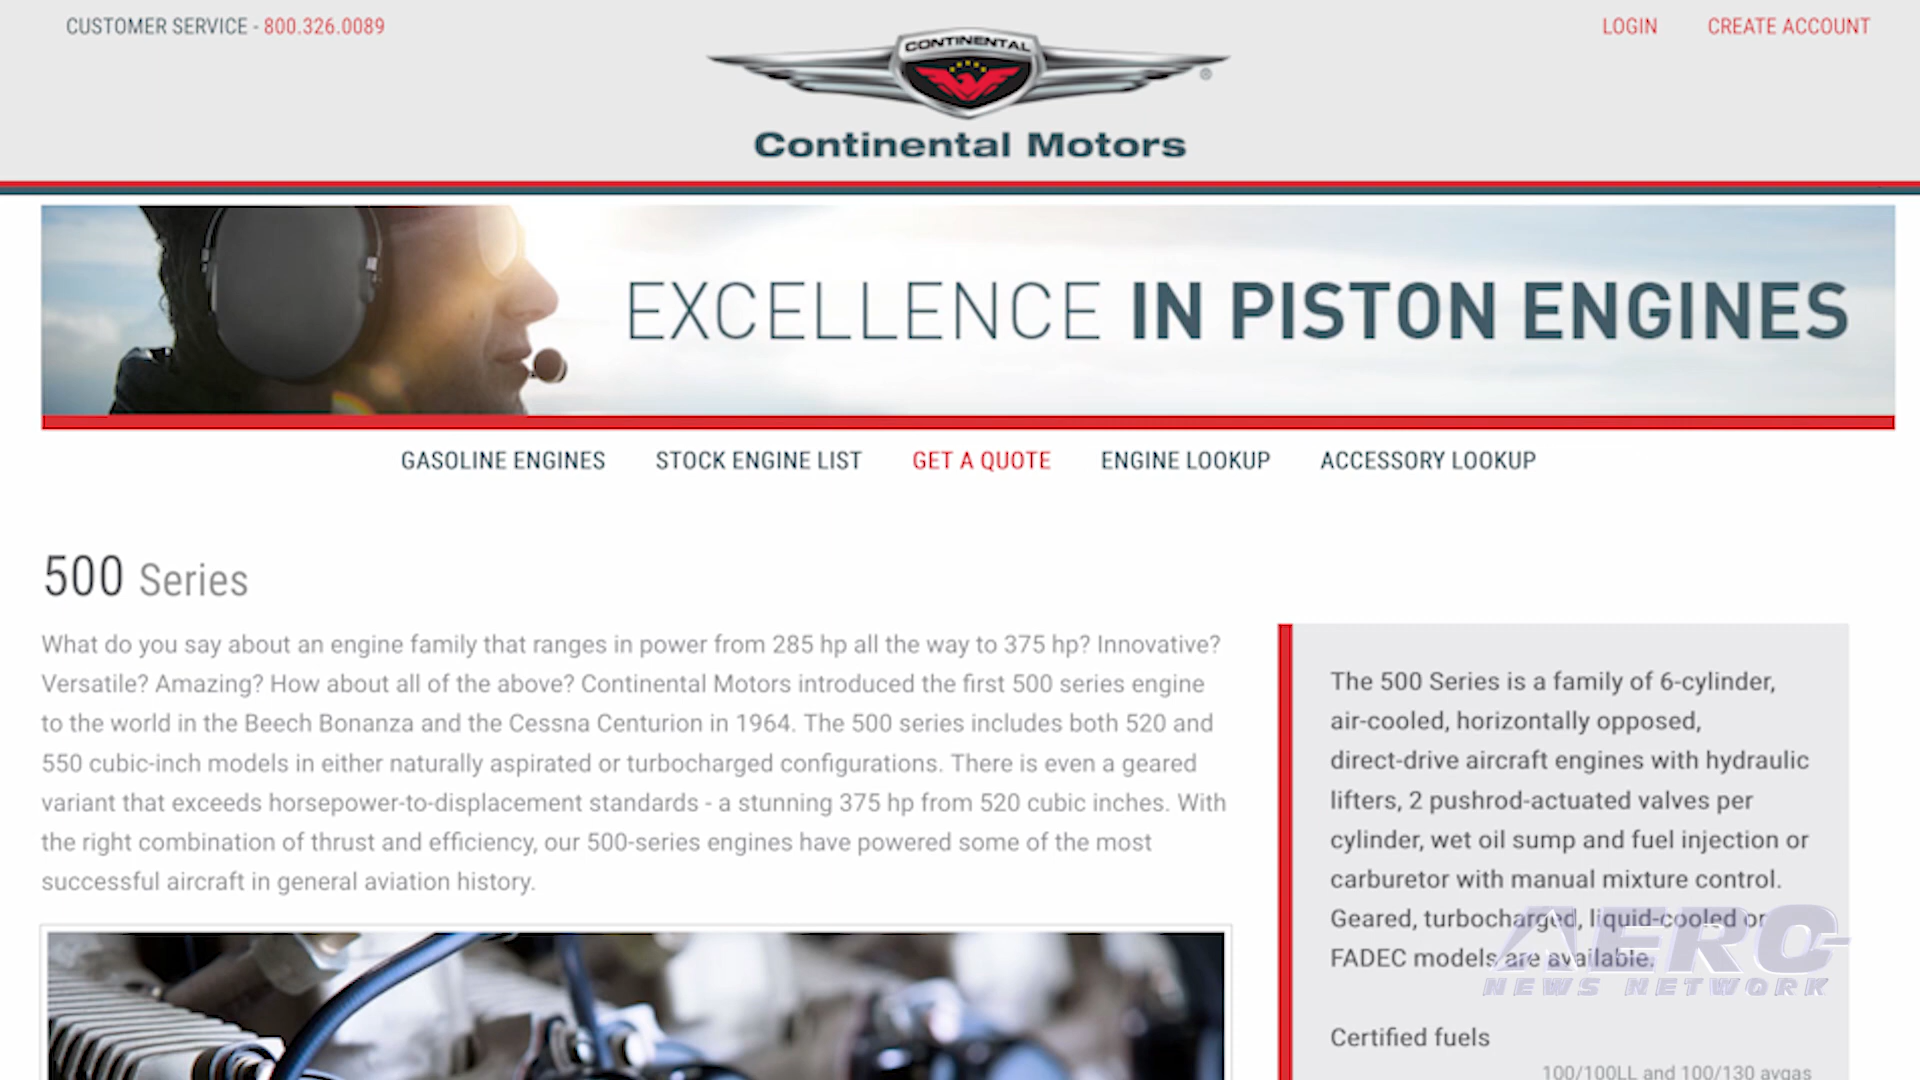 CUSTOMER SERVICE - 800.326.0089
LOGIN
CREATE ACCOUNT
CONTINENTAL
®
Continental Motors
EXCELLENCE IN PISTON ENGINES
GASOLINE ENGINES
STOCK ENGINE LIST
GET A QUOTE
ENGINE LOOKUP
ACCESSORY LOOKUP
500 Series
What do you say about an engine family that ranges in power from 285 hp all the way to 375 hp? Innovative?
Versatile? Amazing? How about all of the above? Continental Motors introduced the first 500 series engine
to the world in the Beech Bonanza and the Cessna Centurion in 1964. The 500 series includes both 520 and
550 cubic-inch models in either naturally aspirated or turbocharged configurations. There is even a geared
variant that exceeds horsepower-to-displacement standards - a stunning 375 hp from 520 cubic inches. With
the right combination of thrust and efficiency, our 500-series engines have powered some of the most
successful aircraft in general aviation history.
The 500 Series is a family of 6-cylinder,
air-cooled, horizontally opposed,
direct-drive aircraft engines with hydraulic
lifters, 2 pushrod-actuated valves per
cylinder, wet oil sump and fuel injection or
carburetor with manual mixture control.
Geared, turbocharged, liquid-cooled or
FADEC models are available.
Certified fuels
100/100LL and 100/130 avgas
AERO-
NEWS NETWORK